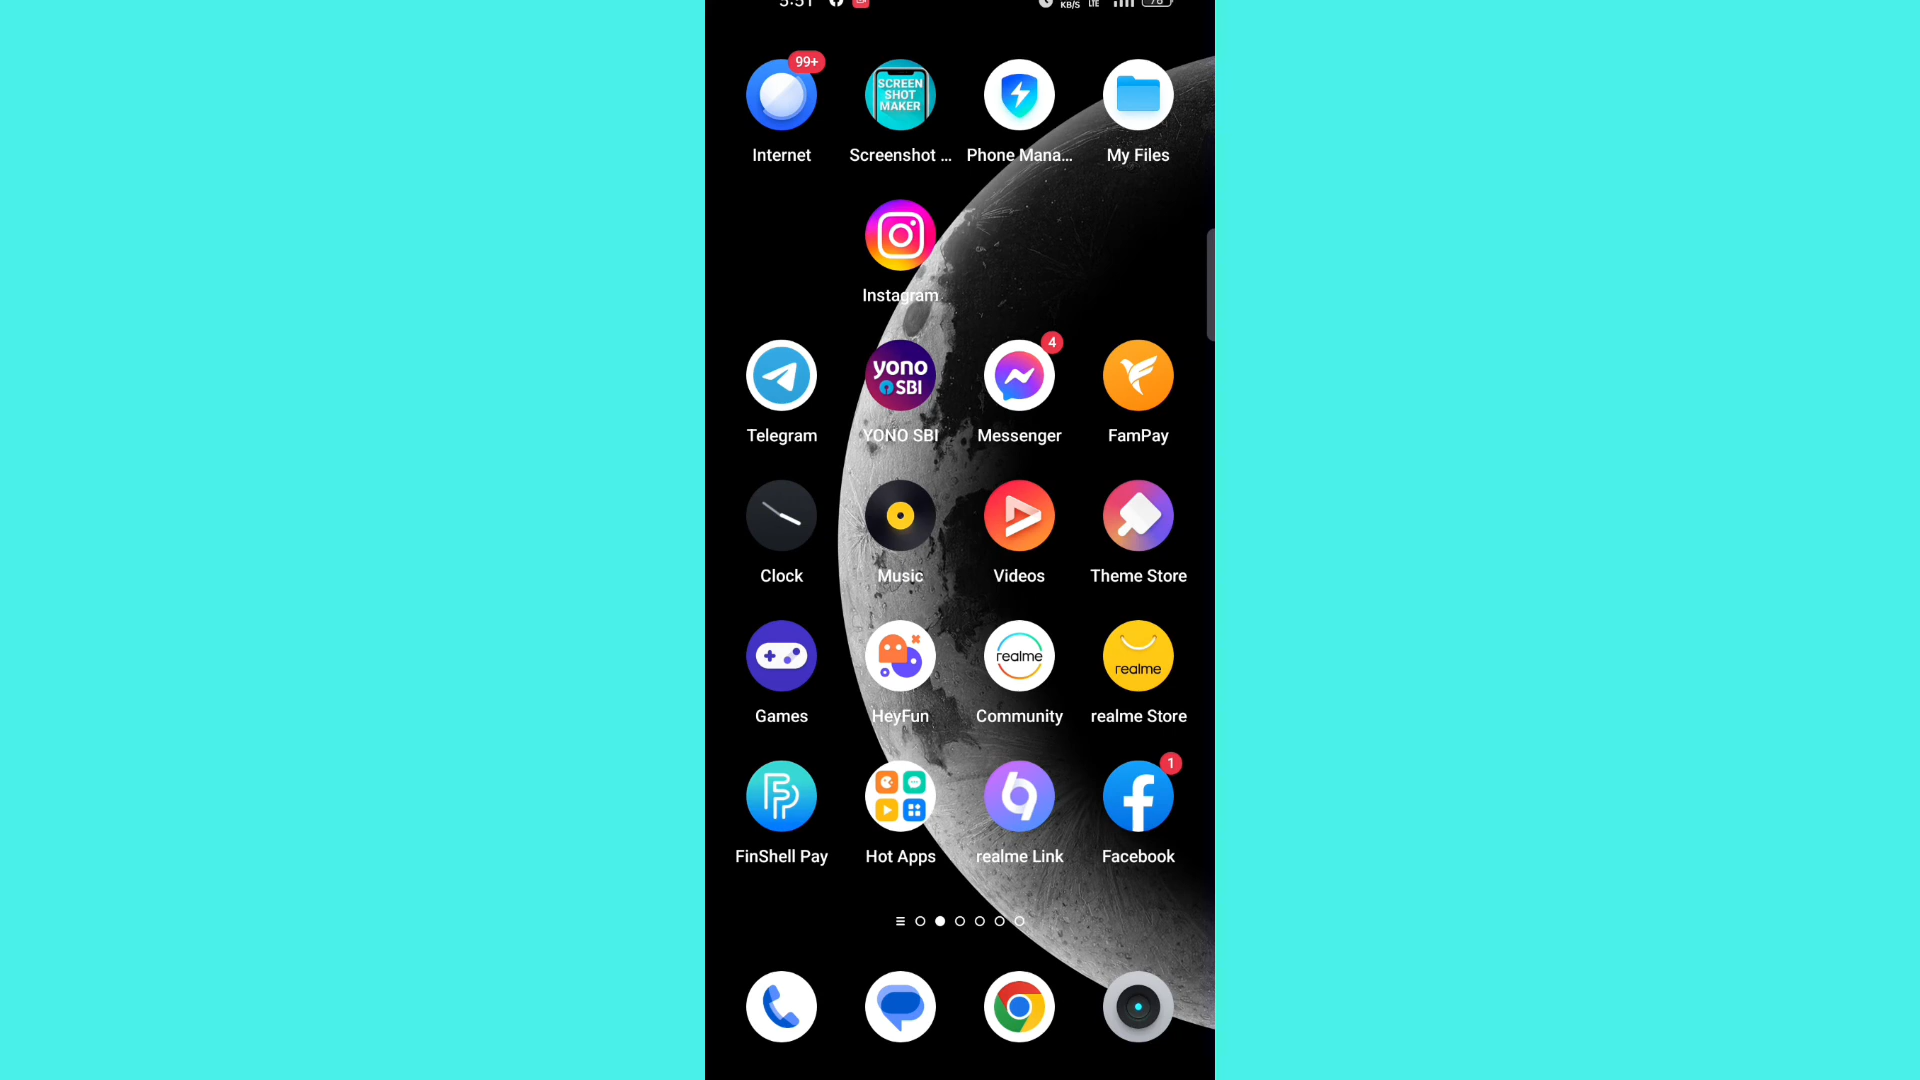 KB/S LTE
99+
SCREEN
SHOT
MAKER
Internet Screenshot ... Phone Mana... My Files
Instagram
yono
SBI
4
Telegram YONO SBI Messenger FamPay
Clock Music Videos Theme Store
realme realme
Games HeyFun Community realme Store
1
FinShell Pay Hot Apps realme Link Facebook